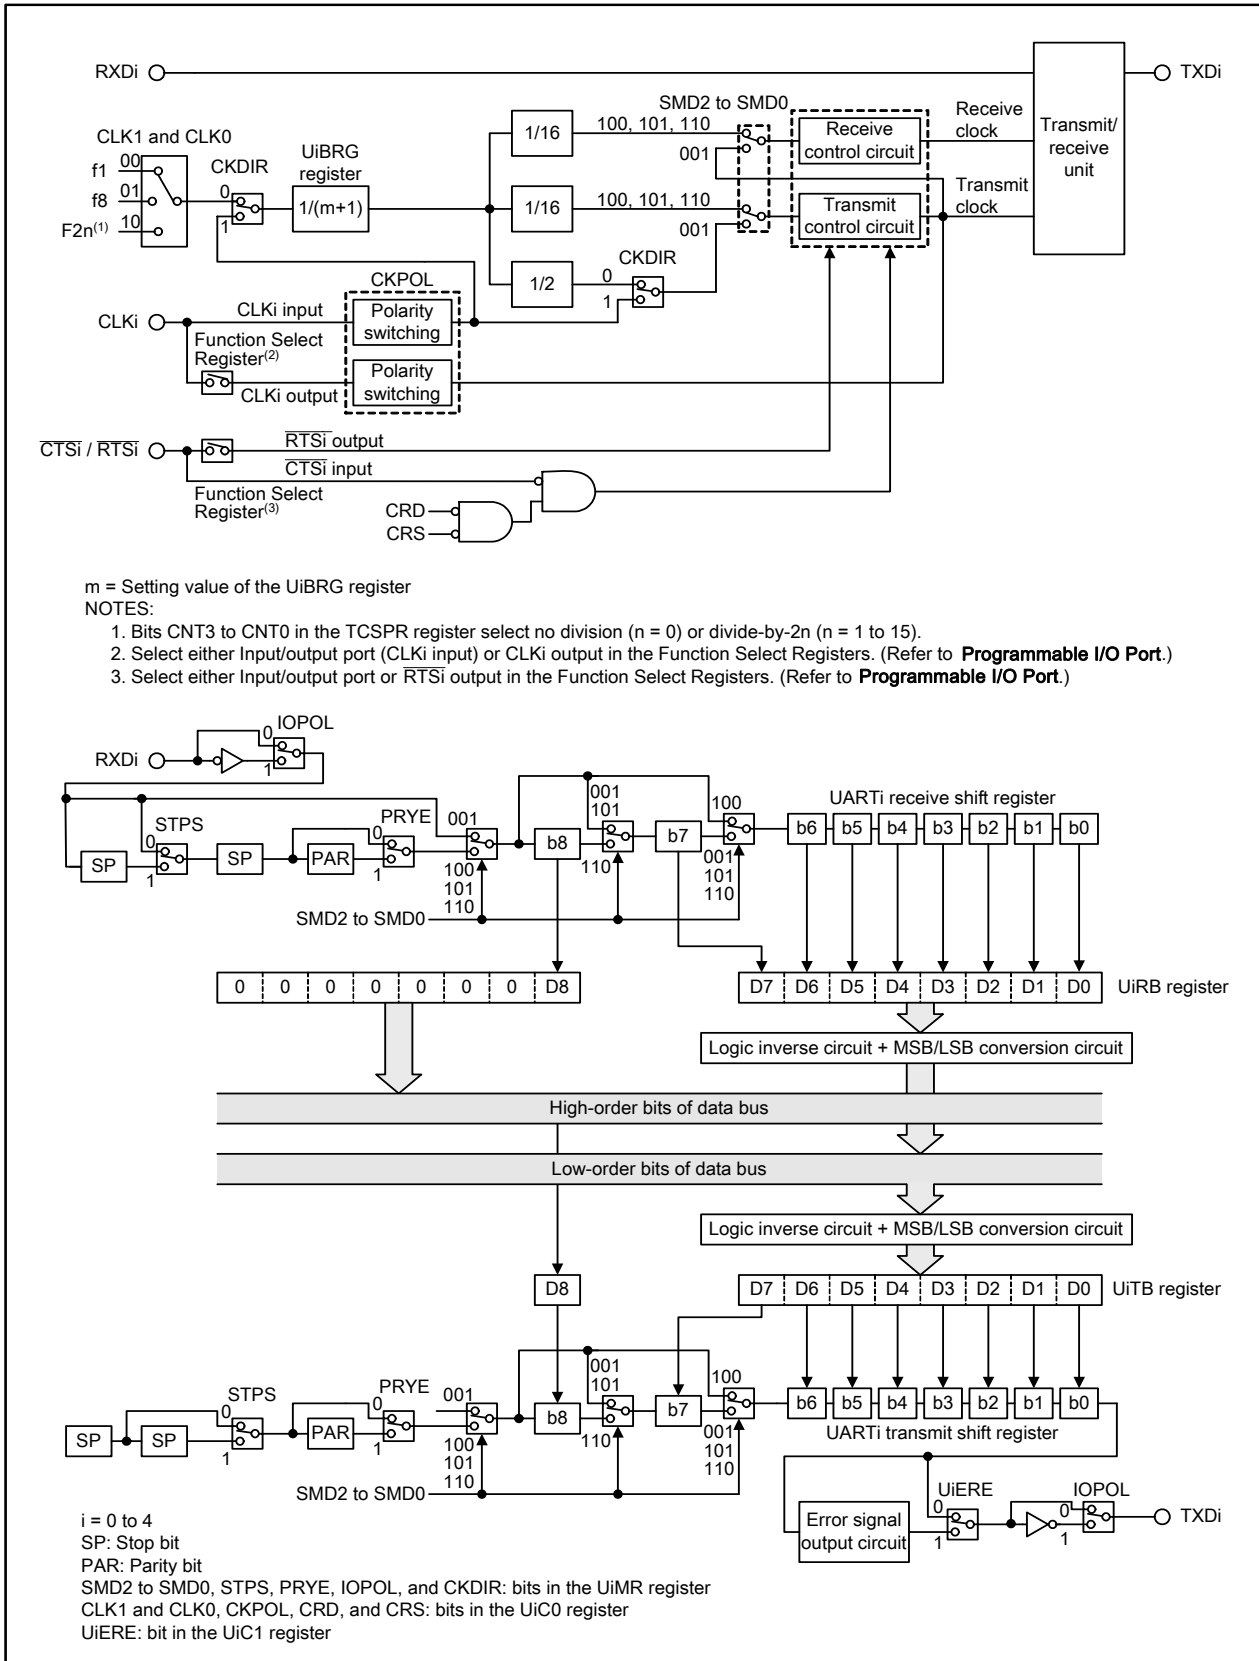 RXDi
TXDi
SMD2 to SMD0
Receive clock
Transmit/ receive unit
CLK1 and CLK0
UiBRG register
1/16
100, 101, 110
Receive control circuit
f1
00
CKDIR
001
f8
01
0
1/(m+1)
1/16
100, 101, 110
Transmit clock
F2n(1)
10
1
001
Transmit control circuit
CKPOL
1/2
0
CKDIR
1
CLKi
CLKi input
Polarity switching
Function Select Register(2)
CLKi output
Polarity switching
CTSi / RTSi
RTSi output
CTSi input
Function Select Register(3)
CRD
CRS
m = Setting value of the UiBRG register
NOTES:
1. Bits CNT3 to CNT0 in the TCSPR register select no division (n = 0) or divide-by-2n (n = 1 to 15).
2. Select either Input/output port (CLKi input) or CLKi output in the Function Select Registers. (Refer to Programmable I/O Port.)
3. Select either Input/output port or RTSi output in the Function Select Registers. (Refer to Programmable I/O Port.)
IOPOL
RXDi
0
1
STPS
PRYE
001
001
101
100
UARTi receive shift register
0
0
SP
SP
PAR
b8
b7
b6 b5 b4 b3 b2 b1 b0
1
1
100
101
110
110
001
101
110
SMD2 to SMD0
0 0 0 0 0 0 0 D8
D7 D6 D5 D4 D3 D2 D1 D0
UiRB register
Logic inverse circuit + MSB/LSB conversion circuit
High-order bits of data bus
Low-order bits of data bus
Logic inverse circuit + MSB/LSB conversion circuit
D8
D7 D6 D5 D4 D3 D2 D1 D0
UiTB register
STPS
PRYE
001
001
101
100
0
0
SP
SP
PAR
b8
b7
b6 b5 b4 b3 b2 b1 b0
1
1
100
101
110
110
001
101
110
UARTi transmit shift register
SMD2 to SMD0
UiERE
IOPOL
0
0
Error signal output circuit
1
1
TXDi
i = 0 to 4
SP: Stop bit
PAR: Parity bit
SMD2 to SMD0, STPS, PRYE, IOPOL, and CKDIR: bits in the UiMR register
CLK1 and CLK0, CKPOL, CRD, and CRS: bits in the UiC0 register
UiERE: bit in the UiC1 register